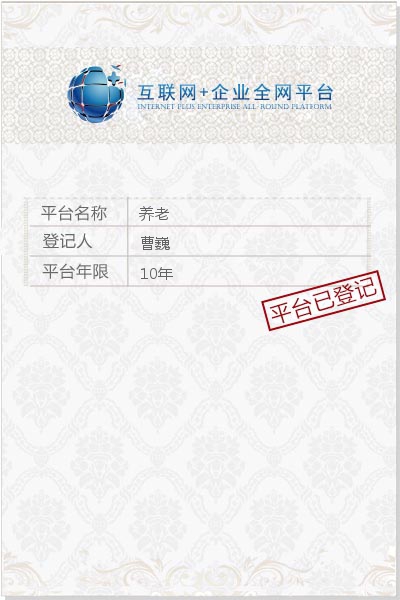 互联网+企业全网平台
INTERNET PLUS ENTERPRISE ALL-ROUND PLATFORM
平台名称 养老
登记人 曹巍
平台年限 10年
平台已登记